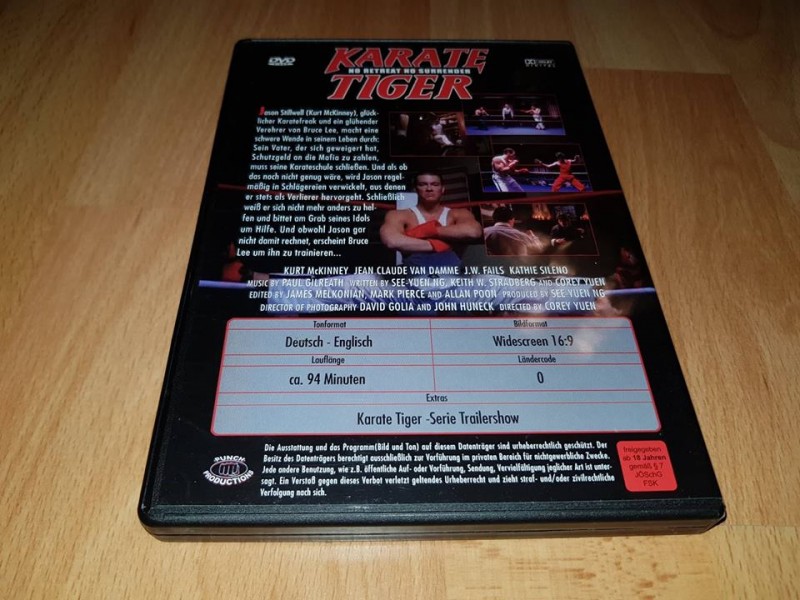 DVD
KARATE
NO RETREAT NO SURRENDER
TIGER
DIGITAL
Jason Stillwell (Kurt McKinney), glück-
licher Karatefreak und ein glühender
Verehrer von Bruce Lee, macht eine
schwere Wende in seinem Leben durch:
Sein Vater, der sich geweigert hat,
Schutzgeld an die Mafia zu zahlen,
muss seine Karateschule schließen. Und als ob
das noch nicht genug wäre, wird Jason regel-
mäßig in Schlägereien verwickelt, aus denen
er stets als Verlierer hervorgeht. Schließlich
weiß er sich nicht mehr anders zu hel-
fen und bittet am Grab seines Idols
um Hilfe. Und obwohl Jason gar
nicht damit rechnet, erscheint Bruce
Lee um ihn zu trainieren...
KURT McKINNEY JEAN CLAUDE VAN DAMME J.W. FAILS KATHIE SILENO
MUSIC BY PAUL GILREATH WRITTEN BY SEE-YUEN NG, KEITH W. STRADBERG AND COREY YUEN
EDITED BY JAMES MELKONIAN, MARK PIERCE AND ALLAN POON PRODUCED BY SEE-YUEN NG
DIRECTOR OF PHOTOGRAPHY DAVID GOLIA AND JOHN HUNECK DIRECTED BY COREY YUEN
Tonformat Bildformat
Deutsch - Englisch Widescreen 16:9
Lauflänge Ländercode
ca. 94 Minuten 0
Extras
Karate Tiger -Serie Trailershow
PUNCH
PRODUCTIONS
Die Ausstattung und das Programm(Bild und Ton) auf diesem Datenträger sind urheberrechtlich geschützt. Der
Besitz des Datenträgers berechtigt ausschließlich zur Vorführung im privaten Bereich für nichtgewerbliche Zwecke.
Jede andere Benutzung, wie z.B. öffentliche Auf- oder Vorführung, Sendung, Vervielfältigung jeglicher Art ist unter-
sagt. Ein Verstoß gegen dieses Verbot verletzt geltendes Urheberrecht und zieht straf- und/oder zivilrechtliche
Verfolgung nach sich.
freigegeben
ab 18 Jahren
gemäß § 7
JÖSchG
FSK